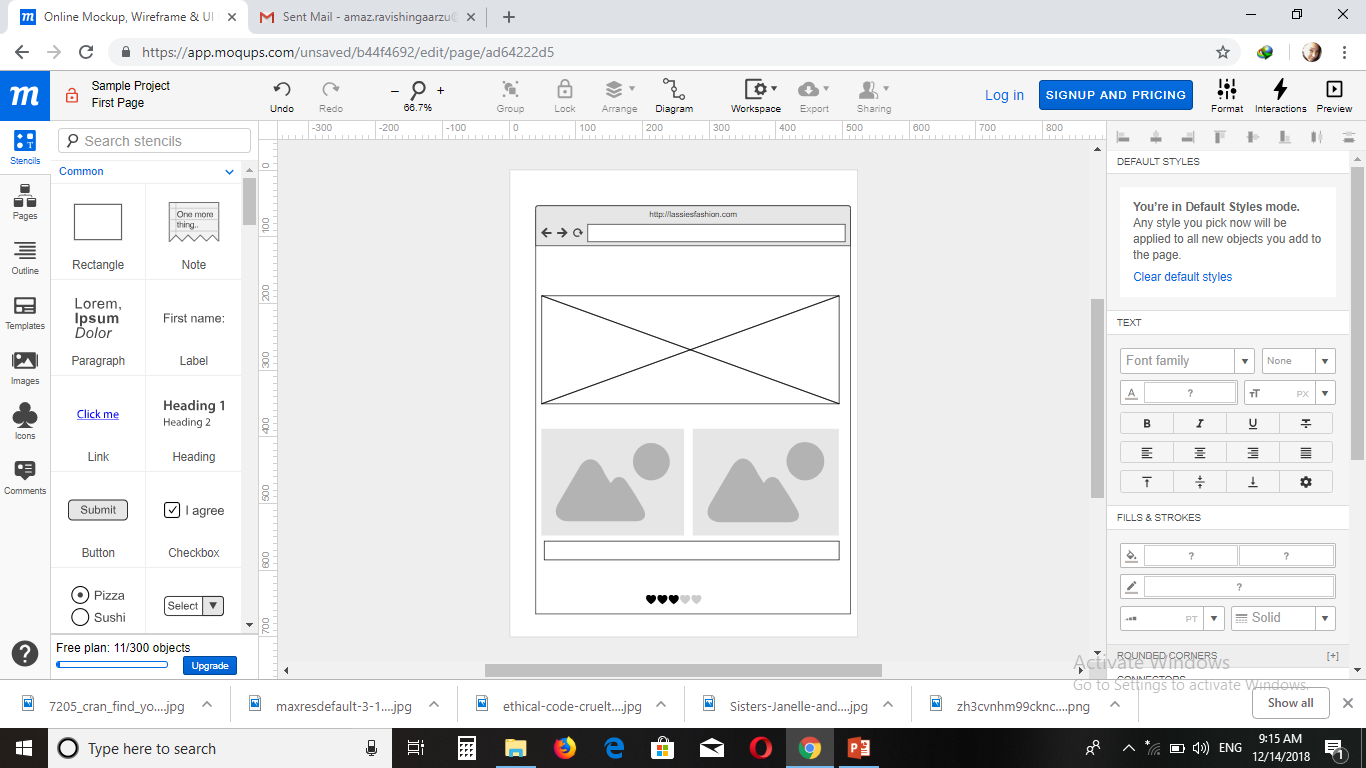 Online Mockup, Wireframe & UI
Sent Mail - amaz.ravishingaarzu@
https://app.moqups.com/unsaved/b44f4692/edit/page/ad64222d5
m
Sample Project
First Page
Undo
Redo
66.7%
Group
Lock
Arrange
Diagram
Workspace
Export
Sharing
Log in
SIGNUP AND PRICING
Format
Interactions
Preview
Stencils
Pages
Outline
Templates
Images
Icons
Comments
Search stencils
Common
Rectangle
One more
thing..
Note
Lorem,
Ipsum
Dolor
Paragraph
First name:
Label
Click me
Link
Heading 1
Heading 2
Heading
Submit
Button
I agree
Checkbox
Pizza
Sushi
Select
Free plan: 11/300 objects
Upgrade
-300 -200 -100 0 100 200 300 400 500 600 700 800
0
100
200
300
400
500
600
700
http://lassiesfashion.com
DEFAULT STYLES
You're in Default Styles mode.
Any style you pick now will be
applied to all new objects you add to
the page.
Clear default styles
TEXT
Font family
None
A ?
TT PX
B I U T
FILLS & STROKES
? ?
?
PT
Solid
ROUNDED CORNERS [+]
CONNECTORS
Activate Windows
Go to Settings to activate Windows.
7205_cran_find_yo....jpg
maxresdefault-3-1....jpg
ethical-code-cruelt....jpg
Sisters-Janelle-and....jpg
zh3cvnhm99cknc....png
Show all
Type here to search
ENG
9:15 AM
12/14/2018
1